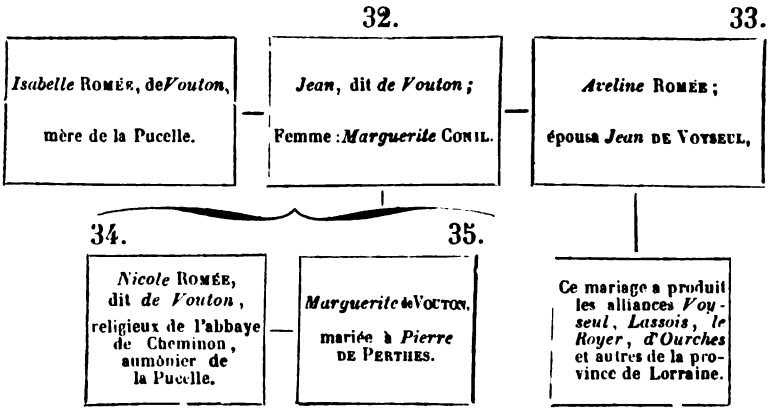 32.
33.
Isabelle ROMÉE, de Vouton,
mère de la Pucelle.
Jean, dit de Vouton ;
Femme : Marguerite CONIL.
Aveline ROMÉE ;
épousa Jean DE VOYSEUL,
34.
35.
Nicole ROMÉE,
dit de Vouton,
religieux de l'abbaye
de Cheminon,
aumônier de
la Pucelle.
Marguerite de VOUTON,
mariée à Pierre
DE PERTHES.
Ce mariage a produit
les alliances Voy-
seul, Lassois, le
Royer, d'Ourches
et autres de la pro-
vince de Lorraine.